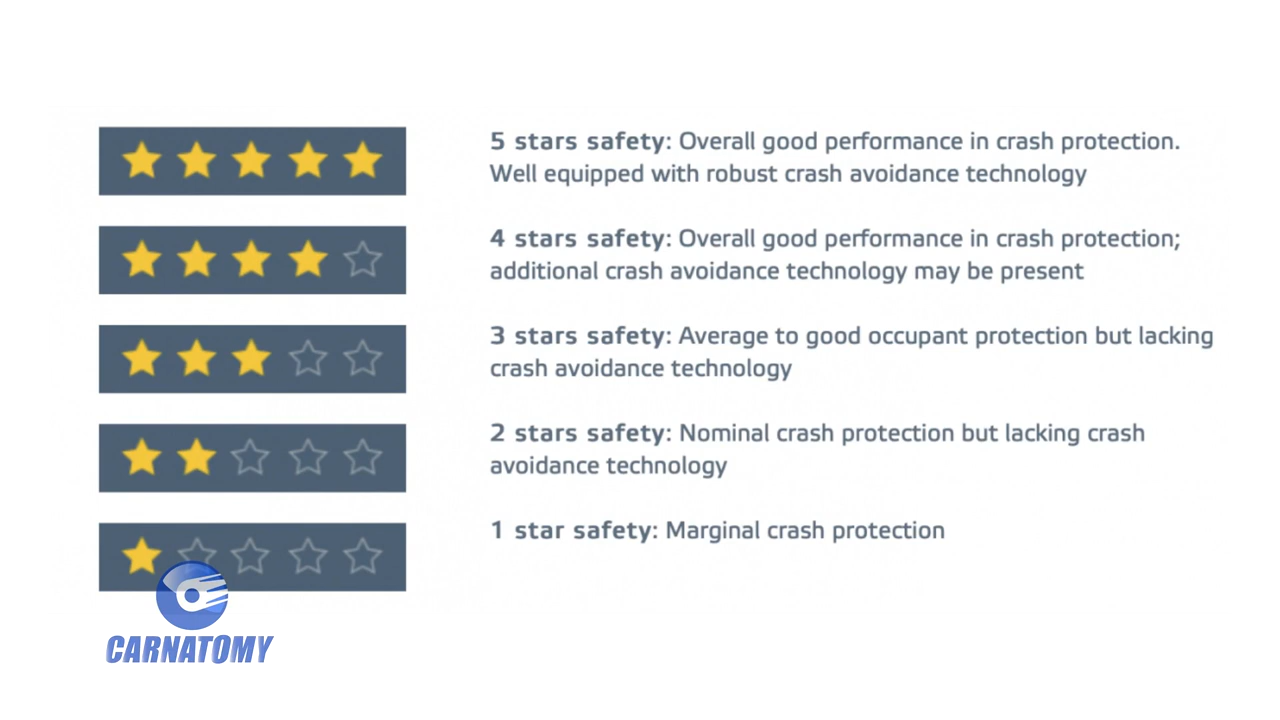 5 stars safety: Overall good performance in crash protection.
Well equipped with robust crash avoidance technology
4 stars safety: Overall good performance in crash protection;
additional crash avoidance technology may be present
3 stars safety: Average to good occupant protection but lacking
crash avoidance technology
2 stars safety: Nominal crash protection but lacking crash
avoidance technology
1 star safety: Marginal crash protection
CARNATOMY